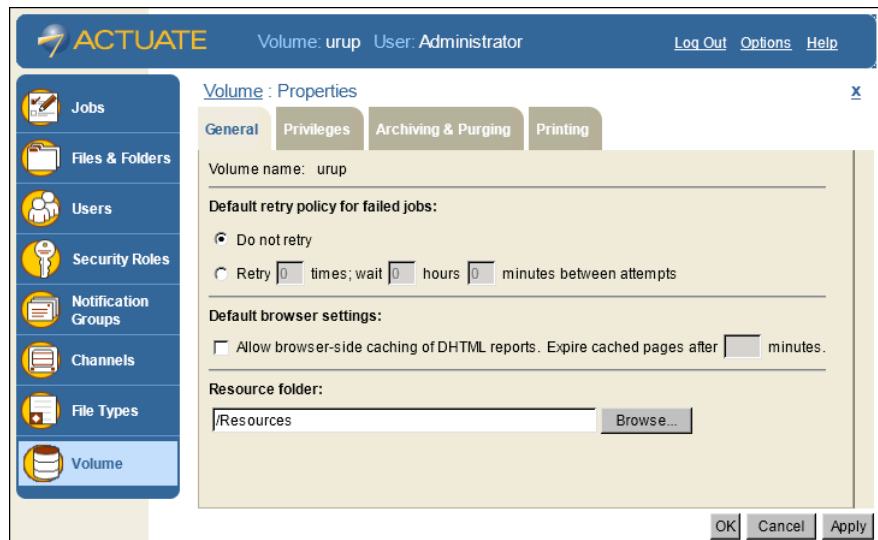 ACTUATE
Volume: urup User: Administrator
Log Out Options Help
Jobs
Files & Folders
Users
Security Roles
Notification
Groups
Channels
File Types
Volume
Volume : Properties
x
General Privileges Archiving & Purging Printing
Volume name: urup
Default retry policy for failed jobs:
Do not retry
Retry 0 times; wait 0 hours 0 minutes between attempts
Default browser settings:
Allow browser-side caching of DHTML reports. Expire cached pages after minutes.
Resource folder:
/Resources Browse...
OK Cancel Apply